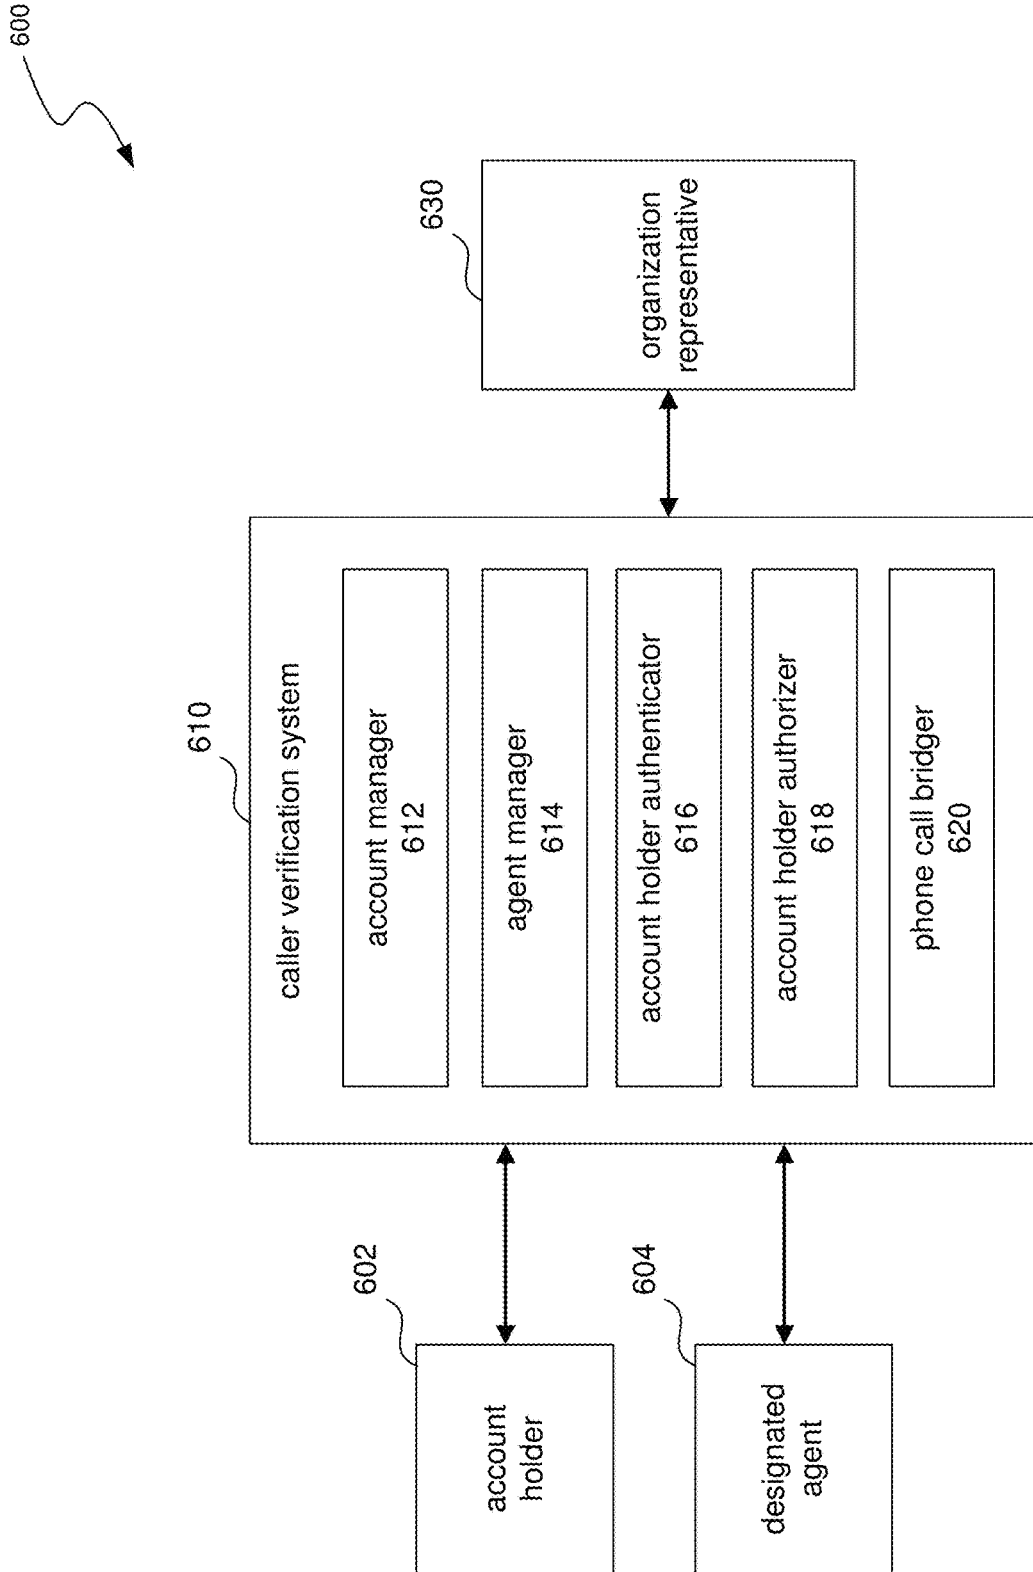 600
account
holder
602
designated
agent
604
610
caller verification system
account manager
612
agent manager
614
account holder authenticator
616
account holder authorizer
618
phone call bridger
620
630
organization
representative